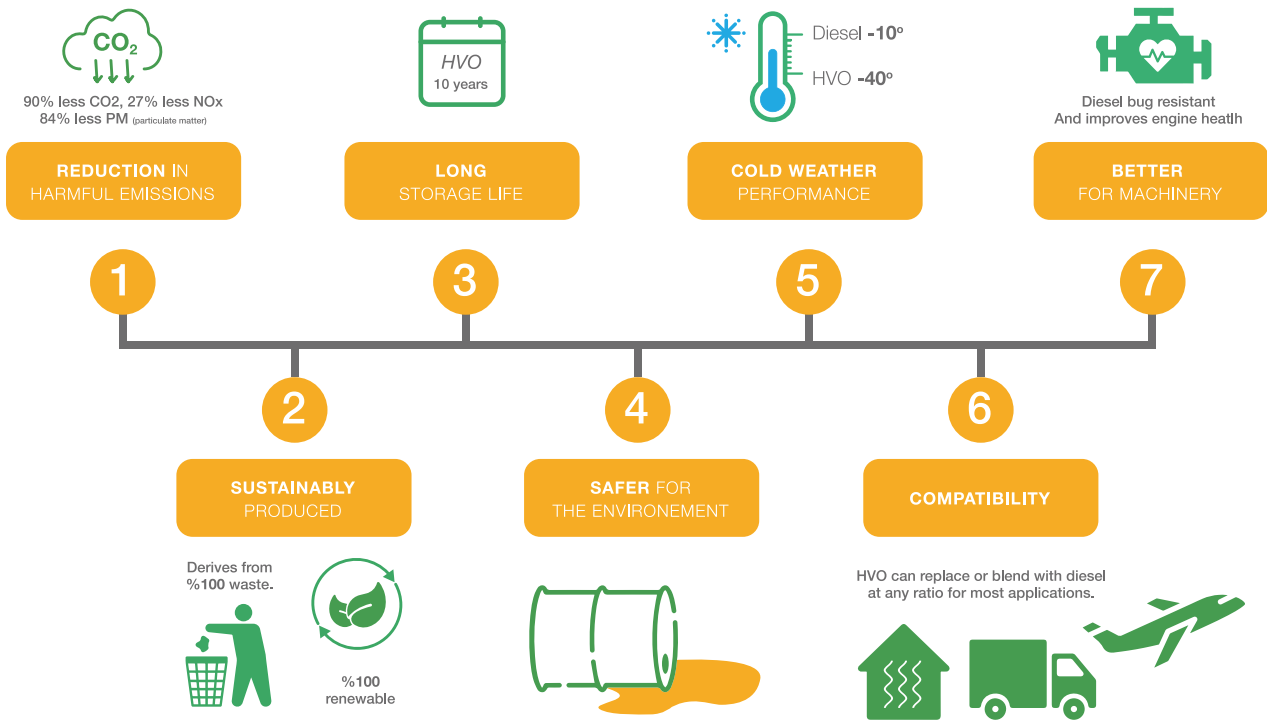 CO2
90% less CO2, 27% less NOx
84% less PM (particulate matter)
REDUCTION IN
HARMFUL EMISSIONS
1
HVO
10 years
LONG
STORAGE LIFE
3
Diesel -10º
HVO -40º
COLD WEATHER
PERFORMANCE
5
Diesel bug resistant
And improves engine heatlh
BETTER
FOR MACHINERY
7
2
SUSTAINABLY
PRODUCED
Derives from
%100 waste.
%100
renewable
4
SAFER FOR
THE ENVIRONEMENT
6
COMPATIBILITY
HVO can replace or blend with diesel
at any ratio for most applications.